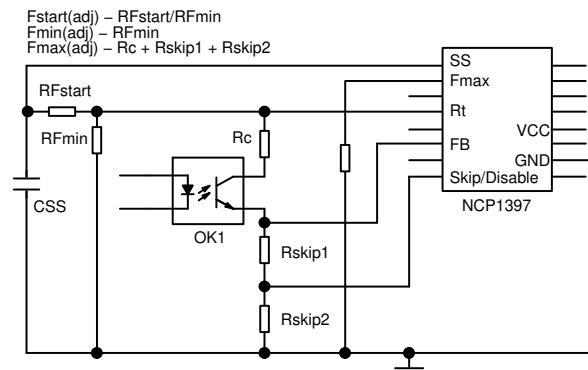 Fstart(adj) – RFstart/RFmin
Fmin(adj) – RFmin
Fmax(adj) – Rc + Rskip1 + Rskip2
SS
Fmax
RFstart
Rt
RFmin
Rc
VCC
FB
GND
Skip/Disable
NCP1397
CSS
OK1
Rskip1
Rskip2